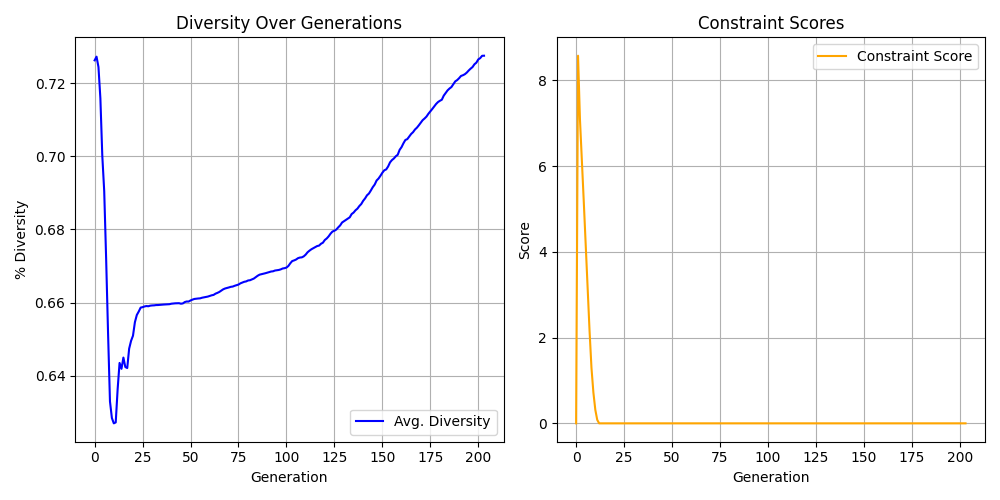 Diversity Over Generations
% Diversity
0.72
0.70
0.68
0.66
0.64
0 25 50 75 100 125 150 175 200
Generation
Avg. Diversity
Constraint Scores
Score
8
6
4
2
0
0 25 50 75 100 125 150 175 200
Generation
Constraint Score